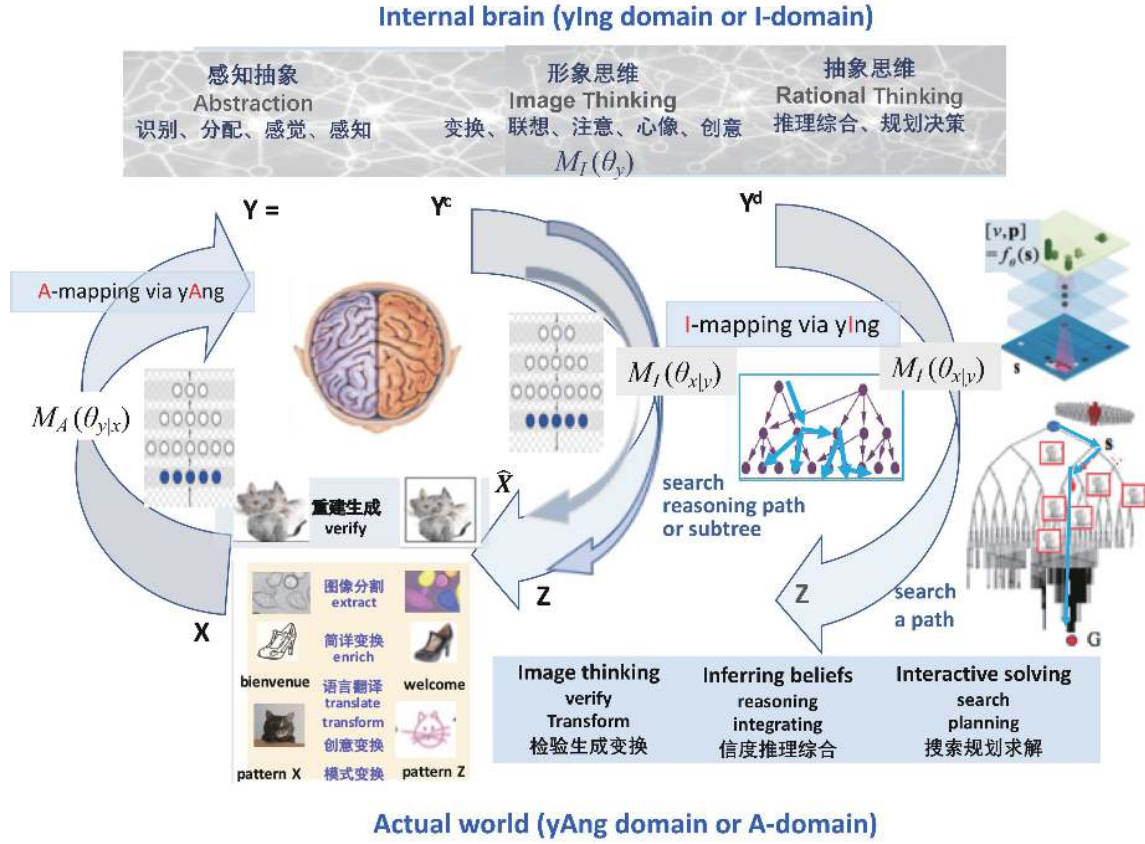 Internal brain (yIng domain or I-domain)
感知抽象
Abstraction
识别、分配、感觉、感知
形象思维
Image Thinking
变换、联想、注意、心像、创意
抽象思维
Rational Thinking
推理综合、规划决策
M_I(θ_y)
Y =
Y^c
Y^d
A-mapping via yAng
I-mapping via yIng
[v,p]
=f_θ(s)
s
M_A(θ_{y|x})
M_I(θ_{x|y})
M_I(θ_{x|y})
s
X̂
重建生成
verify
search
reasoning path
or subtree
X
Z
Z
search
a path
G
图像分割
extract
简详变换
enrich
bienvenue
语言翻译
welcome
translate
transform
创意变换
pattern X
模式变换
pattern Z
Image thinking
verify
Transform
检验生成变换
Inferring beliefs
reasoning
integrating
信度推理综合
Interactive solving
search
planning
搜索规划求解
Actual world (yAng domain or A-domain)